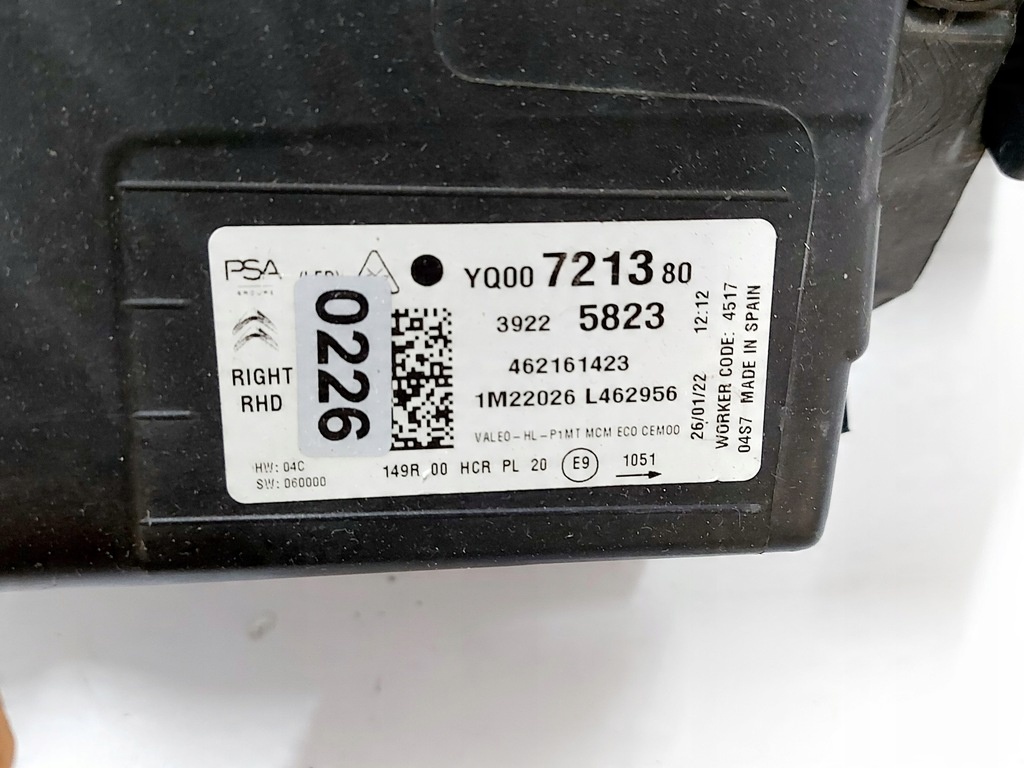 PSA
GROUPE
(LED)
YQ00 7213 80
3922 5823
462161423
1M22026 L462956
VALEO-HL-P1MT MCM ECO CEM00
RIGHT
RHD
0226
HW: 04C
SW: 060000
149R 00 HCR PL 20 E9 1051
26/01/22 12:12
WORKER CODE: 4517
04S7 MADE IN SPAIN